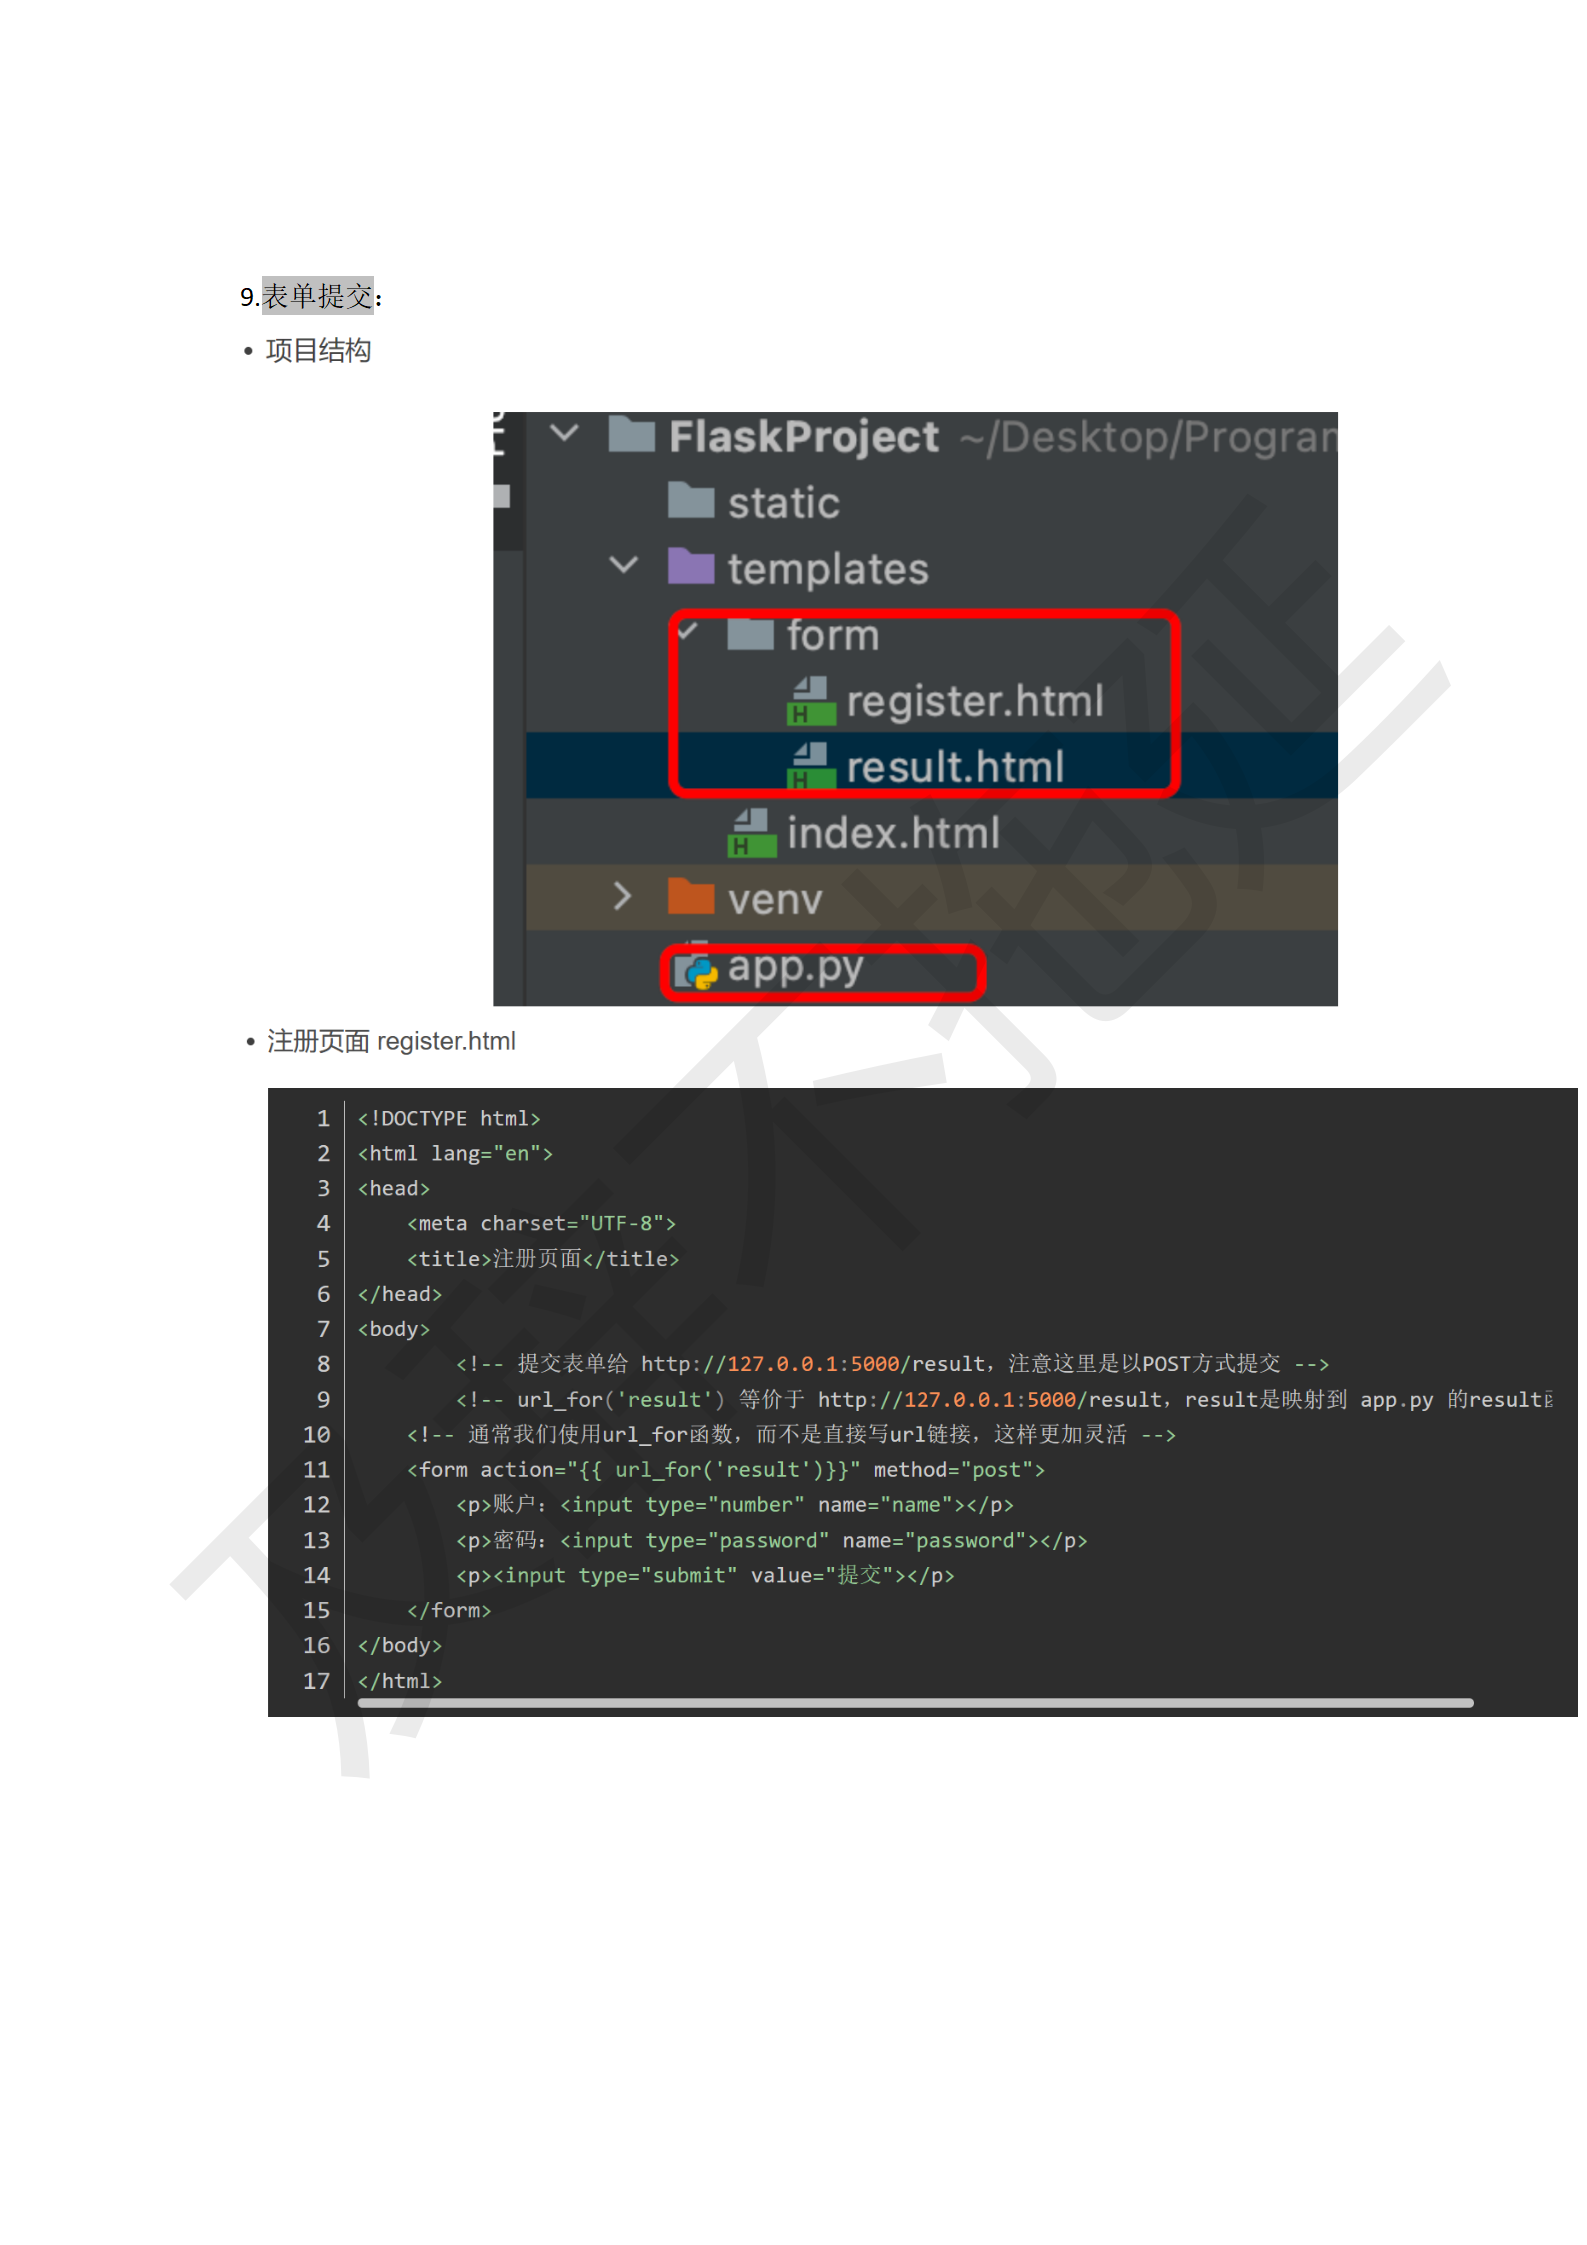 9.表单提交：
• 项目结构
FlaskProject ~/Desktop/Program
static
templates
form
register.html
result.html
index.html
venv
app.py
• 注册页面 register.html
1 <!DOCTYPE html>
2 <html lang="en">
3 <head>
4     <meta charset="UTF-8">
5     <title>注册页面</title>
6 </head>
7 <body>
8         <!-- 提交表单给 http://127.0.0.1:5000/result，注意这里是以POST方式提交 -->
9         <!-- url_for('result') 等价于 http://127.0.0.1:5000/result，result是映射到 app.py 的result
10     <!-- 通常我们使用url_for函数，而不是直接写url链接，这样更加灵活 -->
11     <form action="{{ url_for('result')}}" method="post">
12         <p>账户：<input type="number" name="name"></p>
13         <p>密码：<input type="password" name="password"></p>
14         <p><input type="submit" value="提交"></p>
15     </form>
16 </body>
17 </html>